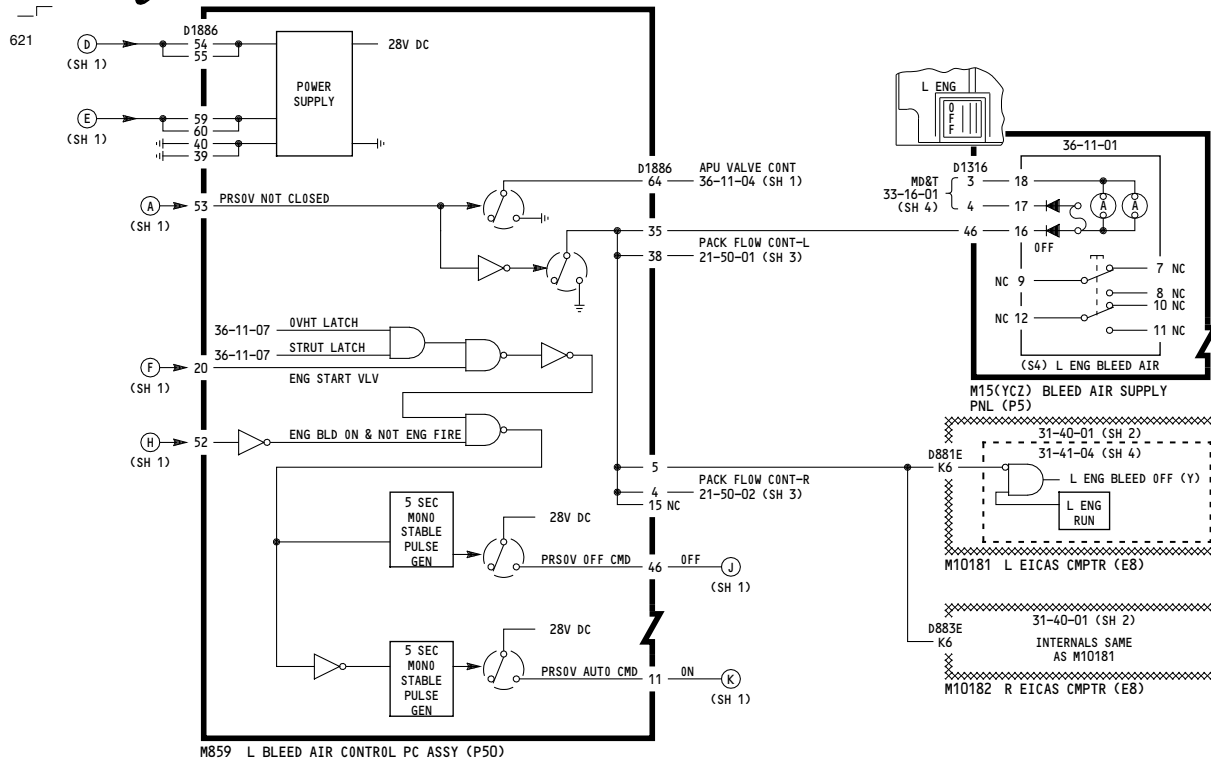 621
D
(SH 1)
D1886
54
55
28V DC
POWER
SUPPLY
E
(SH 1)
59
60
40
39
A
(SH 1)
53
PRSOV NOT CLOSED
D1886
64
APU VALVE CONT
36-11-04 (SH 1)
35
38
PACK FLOW CONT-L
21-50-01 (SH 3)
36-11-07
OVHT LATCH
36-11-07
STRUT LATCH
F
(SH 1)
20
ENG START VLV
H
(SH 1)
52
ENG BLD ON & NOT ENG FIRE
5
4
15 NC
PACK FLOW CONT-R
21-50-02 (SH 3)
5 SEC
MONO
STABLE
PULSE
GEN
28V DC
PRSOV OFF CMD
46
OFF
J
(SH 1)
5 SEC
MONO
STABLE
PULSE
GEN
28V DC
PRSOV AUTO CMD
11
ON
K
(SH 1)
M859 L BLEED AIR CONTROL PC ASSY (P50)
L ENG
OFF
36-11-01
D1316
MD&T
33-16-01
(SH 4)
3
18
4
17
46
16
A
A
OFF
NC 9
7 NC
8 NC
10 NC
NC 12
11 NC
(S4) L ENG BLEED AIR
M15(YCZ) BLEED AIR SUPPLY
PNL (P5)
31-40-01 (SH 2)
D881E
K6
31-41-04 (SH 4)
L ENG BLEED OFF (Y)
L ENG
RUN
M10181 L EICAS CMPTR (E8)
31-40-01 (SH 2)
D883E
K6
INTERNALS SAME
AS M10181
M10182 R EICAS CMPTR (E8)